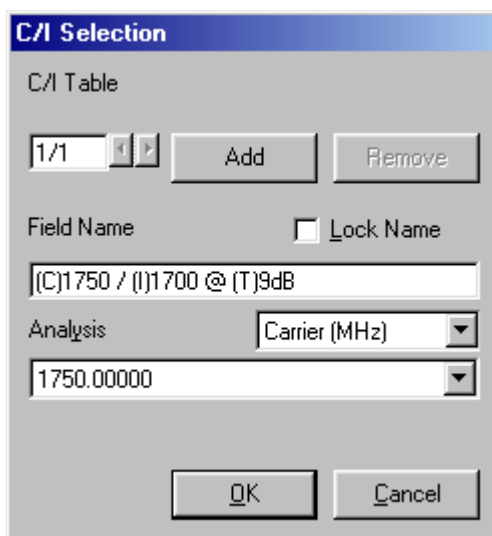 C/I Selection
C/I Table
1/1 Add Remove
Field Name Lock Name
(C)1750 / (I)1700 @ (T)9dB
Analysis Carrier (MHz)
1750.00000
OK Cancel